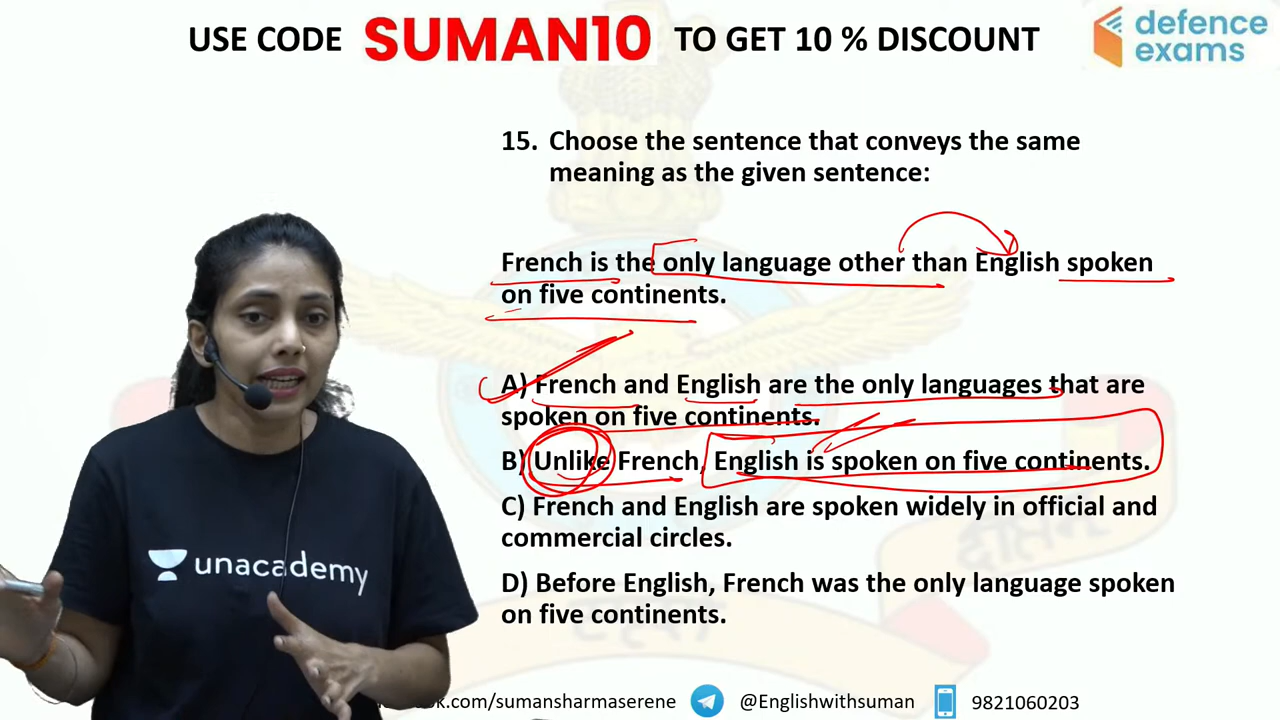 USE CODE SUMAN10 TO GET 10 % DISCOUNT
defence
exams
15. Choose the sentence that conveys the same
meaning as the given sentence:
French is the only language other than English spoken
on five continents.
A) French and English are the only languages that are
spoken on five continents.
B) Unlike French, English is spoken on five continents.
C) French and English are spoken widely in official and
commercial circles.
D) Before English, French was the only language spoken
on five continents.
unacademy
.com/sumansharmaserene @Englishwithsuman 9821060203